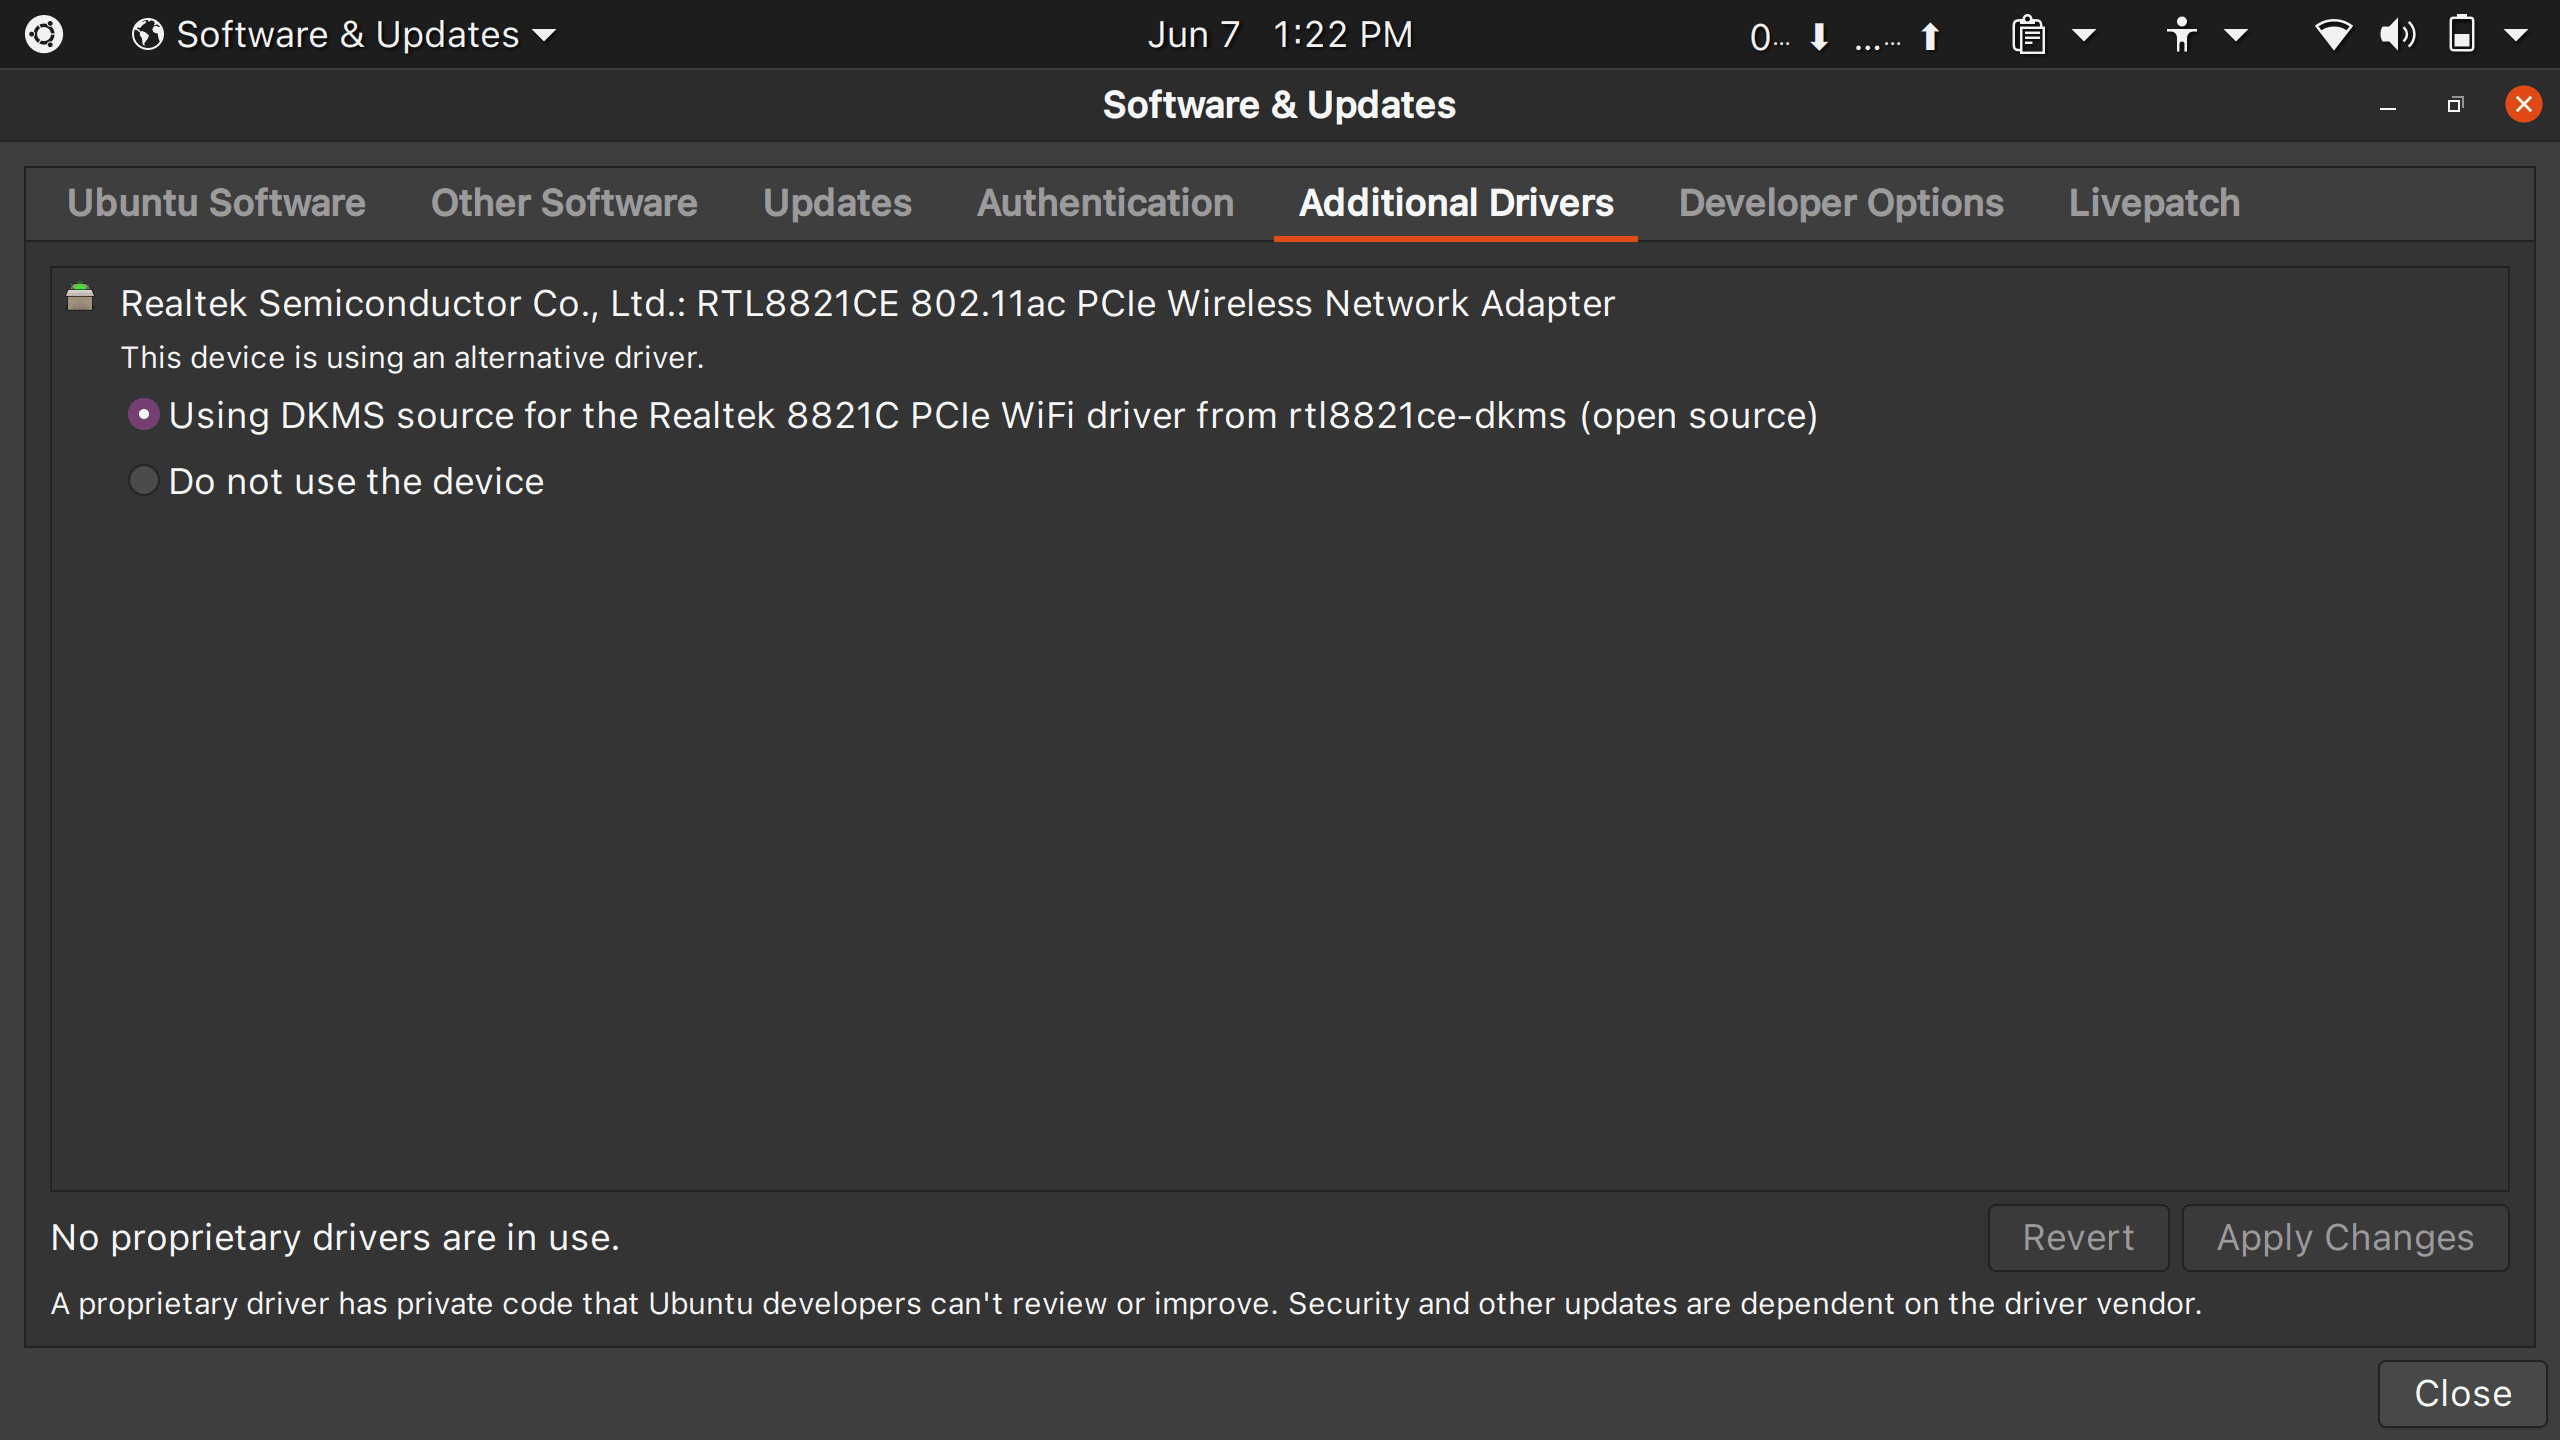 Software & Updates
Jun 7 1:22 PM
0... ...…
Software & Updates
Ubuntu Software Other Software Updates Authentication Additional Drivers Developer Options Livepatch
Realtek Semiconductor Co., Ltd.: RTL8821CE 802.11ac PCIe Wireless Network Adapter
This device is using an alternative driver.
Using DKMS source for the Realtek 8821C PCIe WiFi driver from rtl8821ce-dkms (open source)
Do not use the device
No proprietary drivers are in use.
Revert Apply Changes
A proprietary driver has private code that Ubuntu developers can't review or improve. Security and other updates are dependent on the driver vendor.
Close